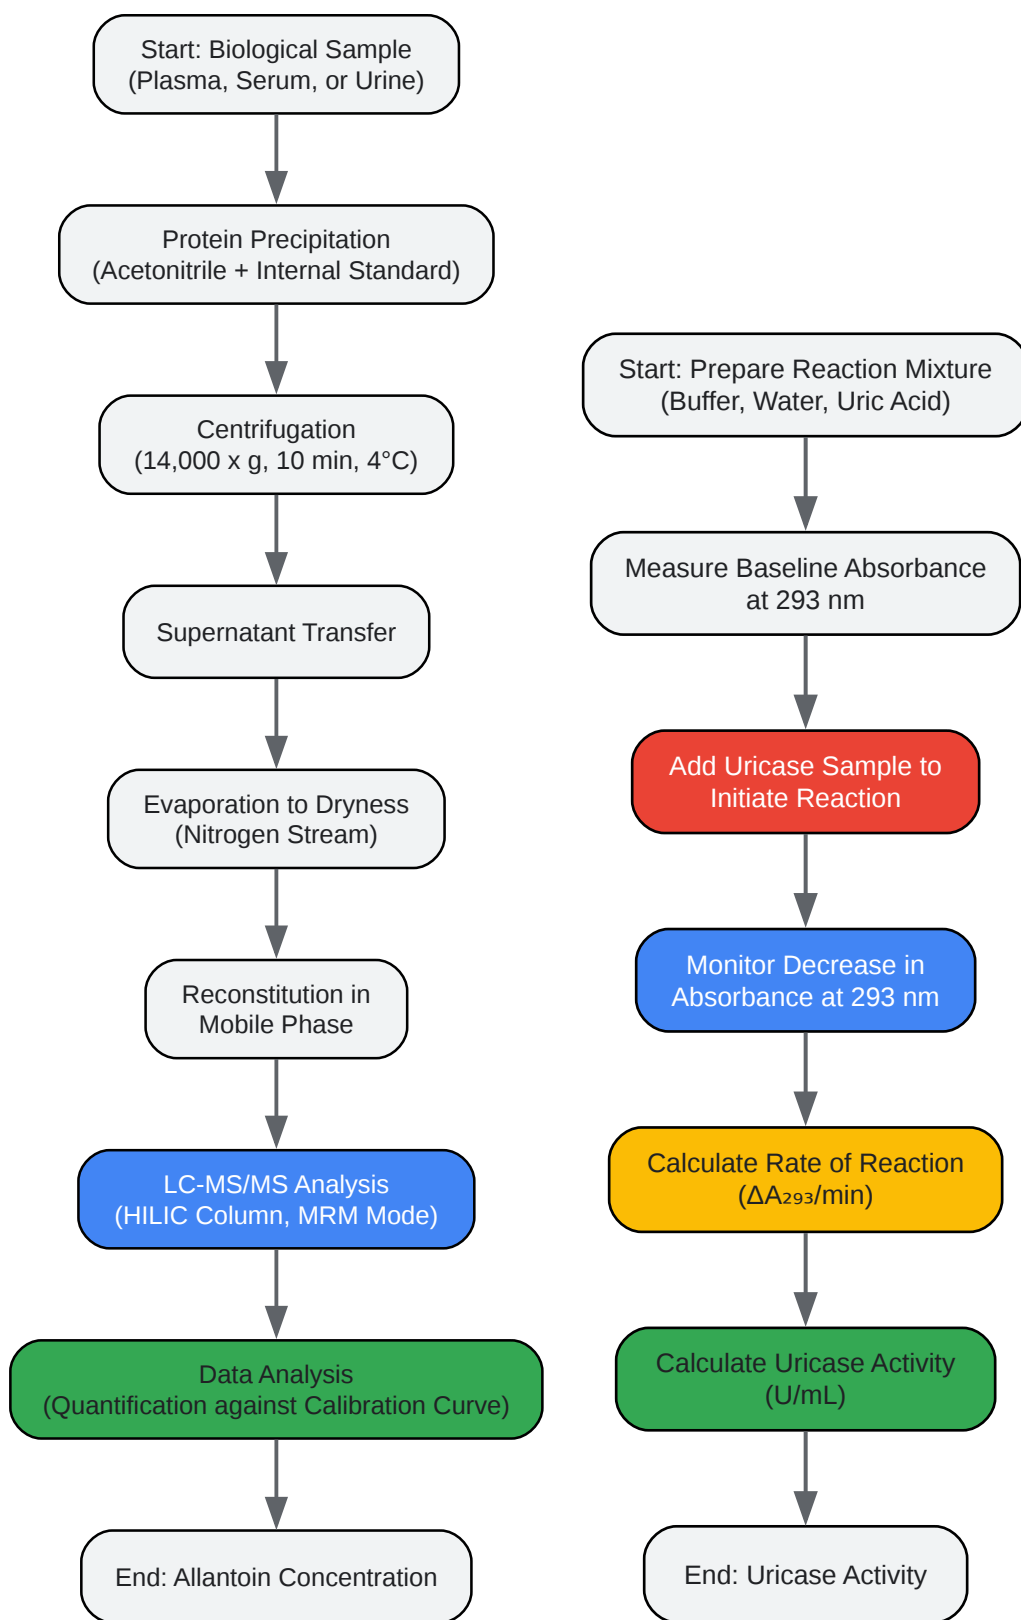 Start: Biological Sample
(Plasma, Serum, or Urine)
Protein Precipitation
(Acetonitrile + Internal Standard)
Centrifugation
(14,000 x g, 10 min, 4°C)
Supernatant Transfer
Evaporation to Dryness
(Nitrogen Stream)
Reconstitution in
Mobile Phase
LC-MS/MS Analysis
(HILIC Column, MRM Mode)
Data Analysis
(Quantification against Calibration Curve)
End: Allantoin Concentration
Start: Prepare Reaction Mixture
(Buffer, Water, Uric Acid)
Measure Baseline Absorbance
at 293 nm
Add Uricase Sample to
Initiate Reaction
Monitor Decrease in
Absorbance at 293 nm
Calculate Rate of Reaction
(ΔA₂₉₃/min)
Calculate Uricase Activity
(U/mL)
End: Uricase Activity